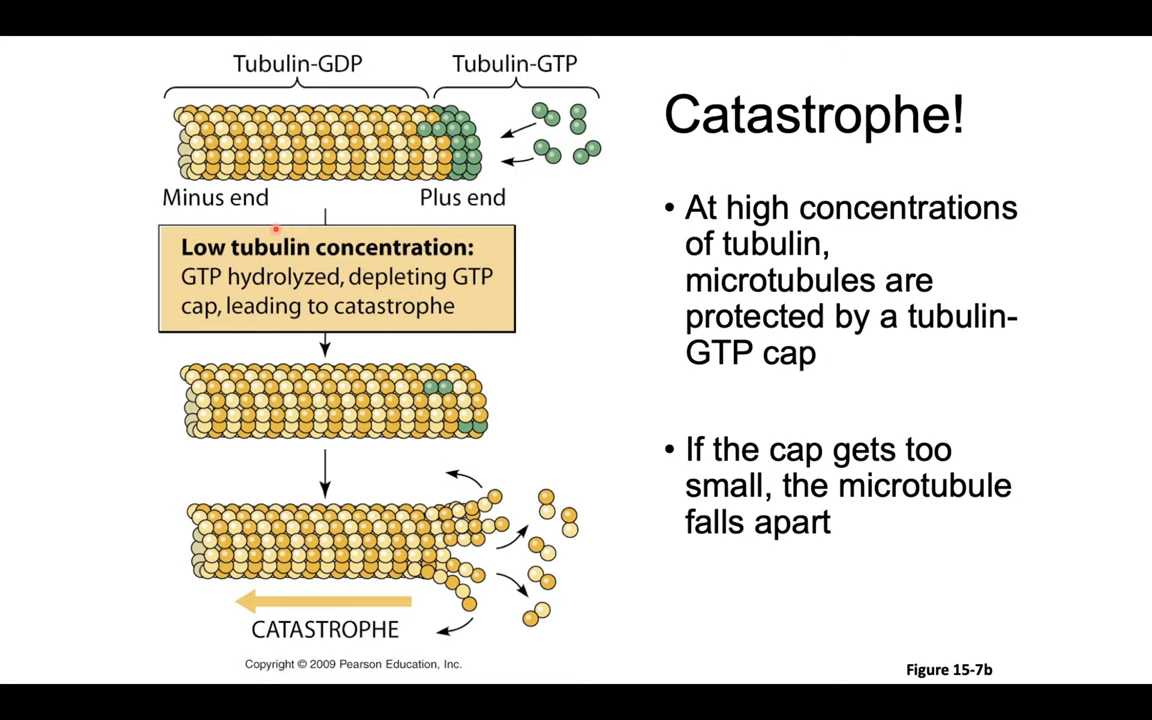 Tubulin-GDP
Tubulin-GTP
Minus end
Plus end
Low tubulin concentration:
GTP hydrolyzed, depleting GTP
cap, leading to catastrophe
CATASTROPHE
Copyright © 2009 Pearson Education, Inc.
Catastrophe!
• At high concentrations
of tubulin,
microtubules are
protected by a tubulin-
GTP cap
• If the cap gets too
small, the microtubule
falls apart
Figure 15-7b